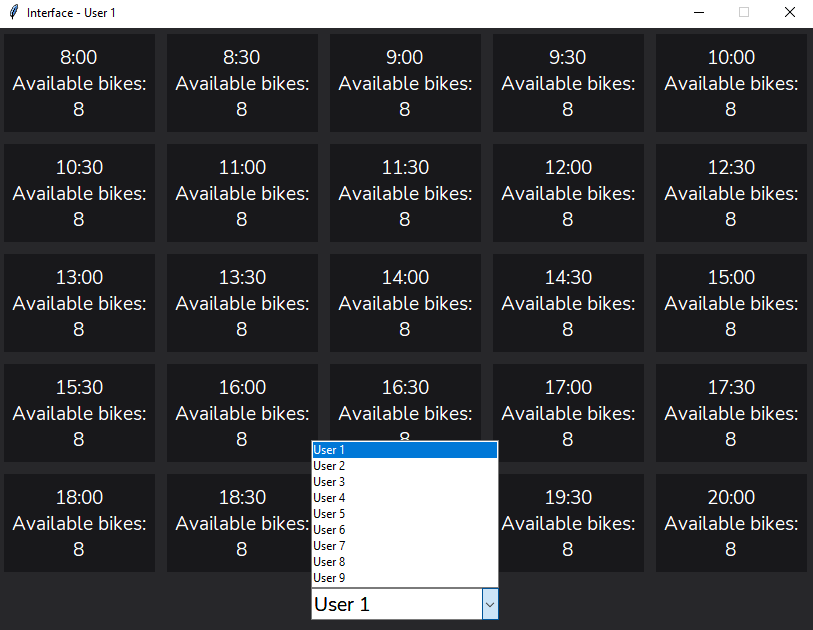 Interface - User 1
8:00
Available bikes:
8
8:30
Available bikes:
8
9:00
Available bikes:
8
9:30
Available bikes:
8
10:00
Available bikes:
8
10:30
Available bikes:
8
11:00
Available bikes:
8
11:30
Available bikes:
8
12:00
Available bikes:
8
12:30
Available bikes:
8
13:00
Available bikes:
8
13:30
Available bikes:
8
14:00
Available bikes:
8
14:30
Available bikes:
8
15:00
Available bikes:
8
15:30
Available bikes:
8
16:00
Available bikes:
8
16:30
Available bikes:
8
17:00
Available bikes:
8
17:30
Available bikes:
8
18:00
Available bikes:
8
18:30
Available bikes:
8
19:30
Available bikes:
8
20:00
Available bikes:
8
User 1
User 2
User 3
User 4
User 5
User 6
User 7
User 8
User 9
User 1